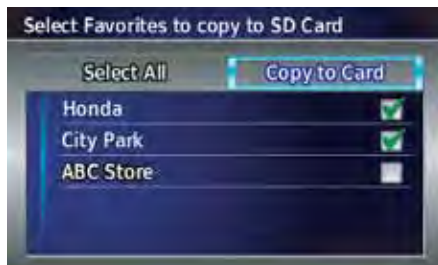 Select Favorites to copy to SD Card
Select All Copy to Card
Honda
City Park
ABC Store